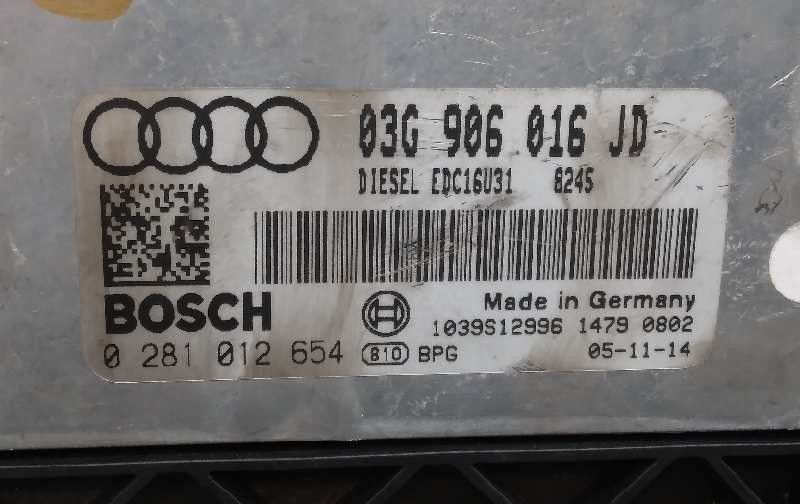 03G 906 016 JD
DIESEL EDC16U31 8245
BOSCH
Made in Germany
1039S12996 1479 0802
0 281 012 654 810 BPG 05-11-14